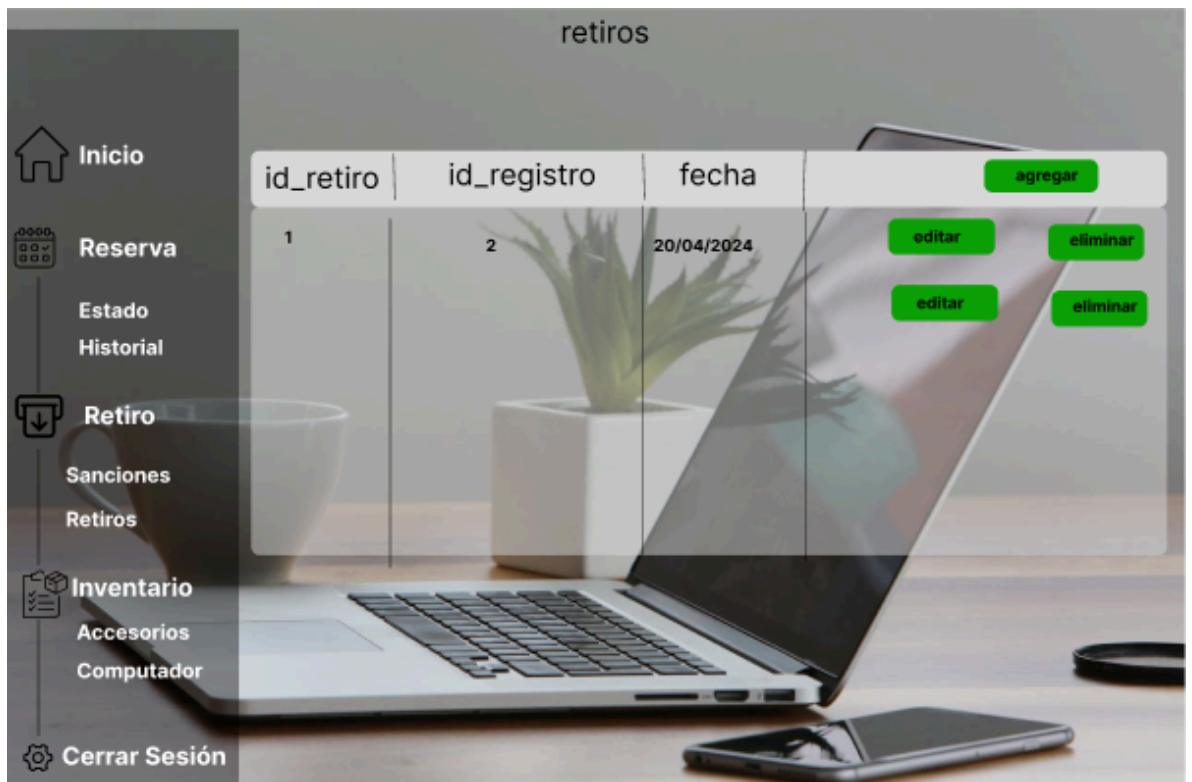 retiros
Inicio
Reserva
Estado
Historial
Retiro
Sanciones
Retiros
Inventario
Accesorios
Computador
Cerrar Sesión
id_retiro id_registro fecha agregar
1 2 20/04/2024 editar eliminar
editar eliminar